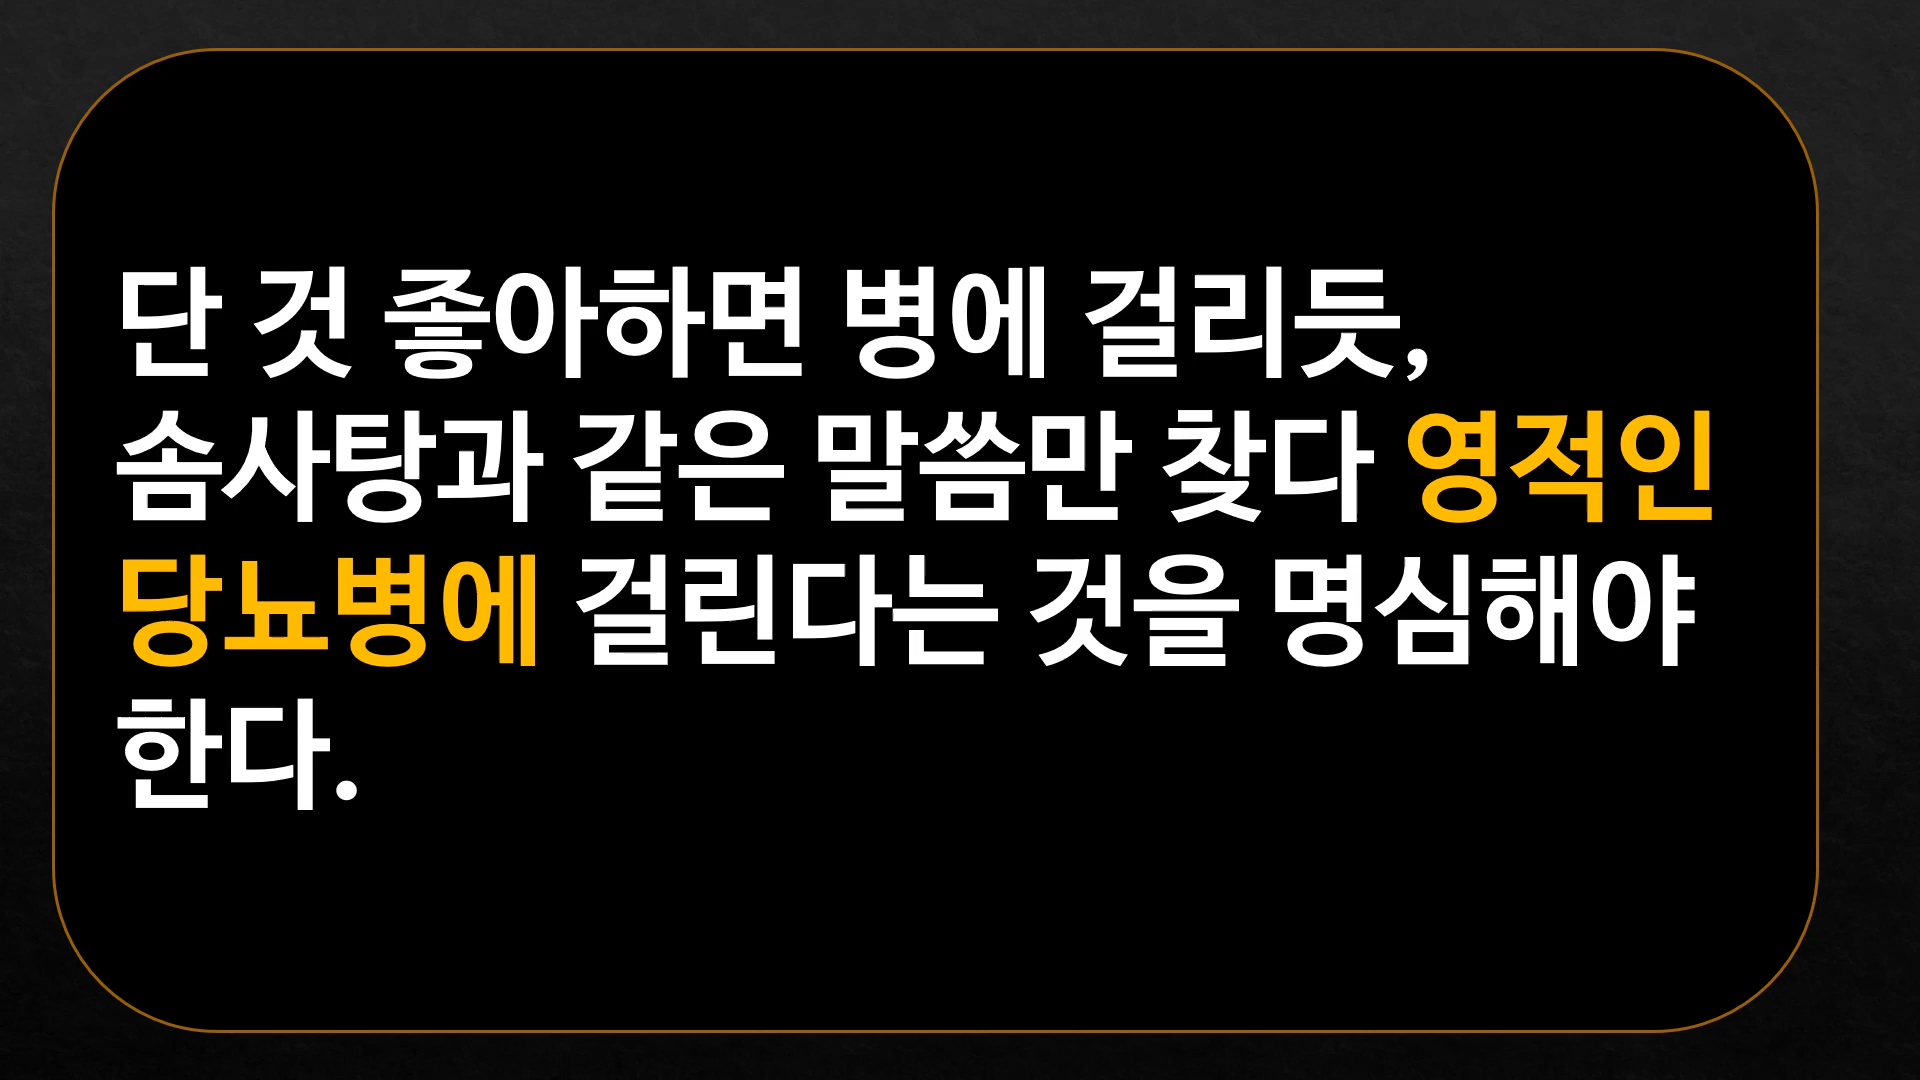 단 것 좋아하면 병에 걸리듯,
솜사탕과 같은 말씀만 찾다 영적인
당뇨병에 걸린다는 것을 명심해야
한다.